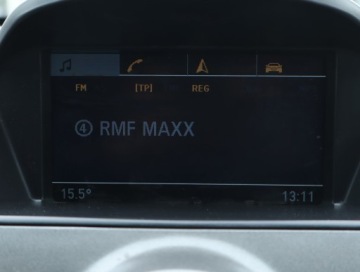 FM [TP] REG
④ RMF MAXX
15.5° 13:11